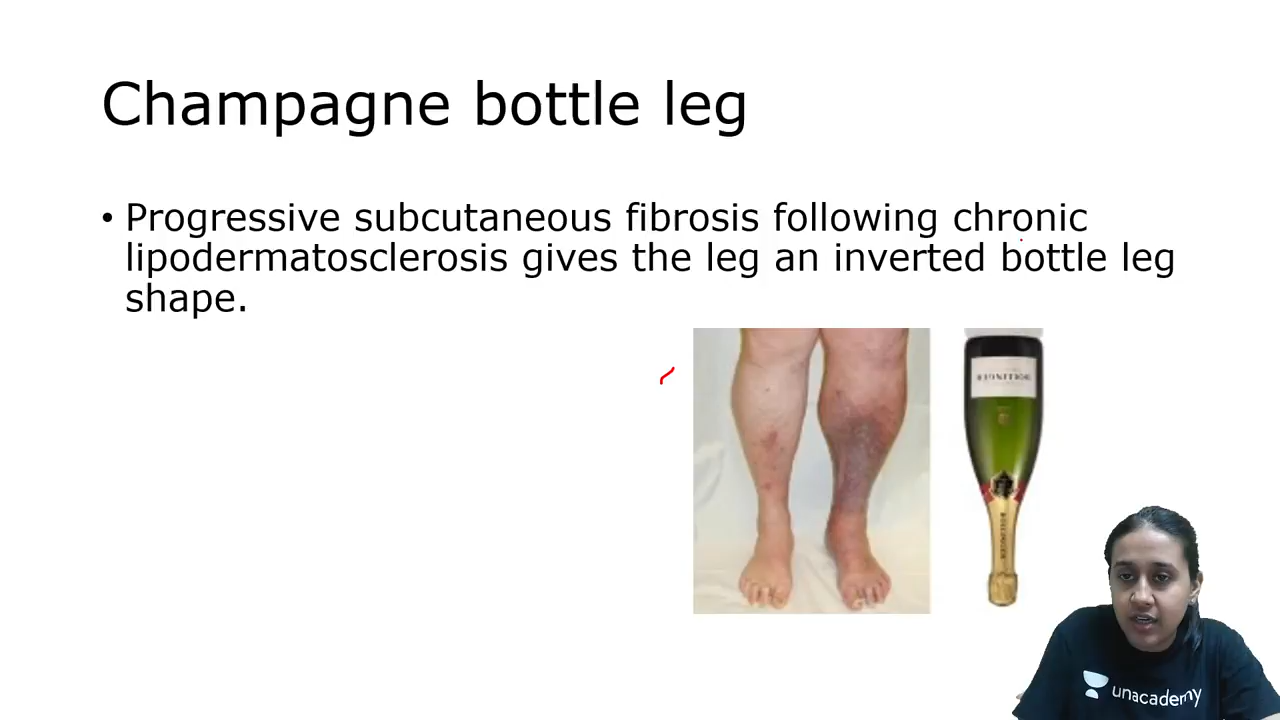 Champagne bottle leg
• Progressive subcutaneous fibrosis following chronic
lipodermatosclerosis gives the leg an inverted bottle leg
shape.
unacademy